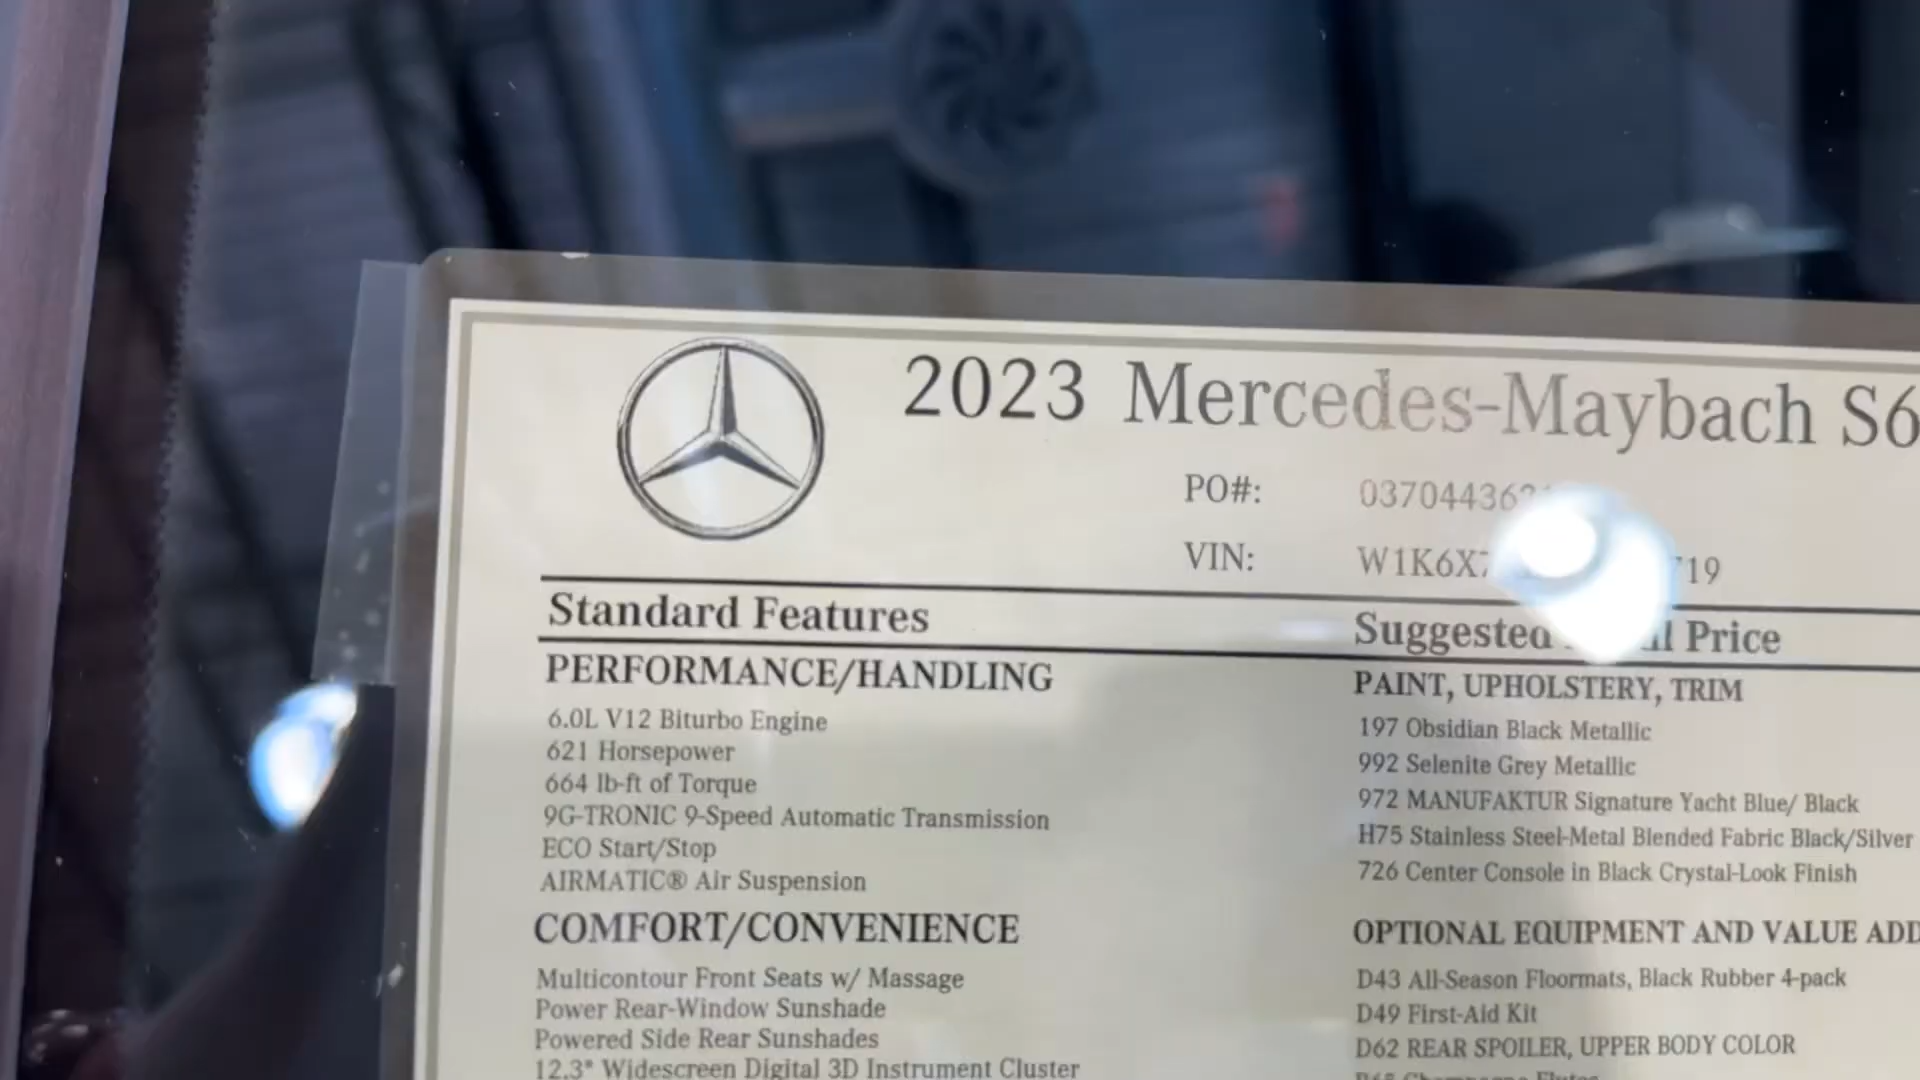 2023 Mercedes-Maybach S6
PO#:
VIN: 19
Standard Features
Suggested Price
PERFORMANCE/HANDLING
6.0L V12 Biturbo Engine
621 Horsepower
664 lb-ft of Torque
9G-TRONIC 9-Speed Automatic Transmission
ECO Start/Stop
AIRMATIC® Air Suspension
COMFORT/CONVENIENCE
Multicontour Front Seats w/ Massage
Power Rear-Window Sunshade
Powered Side Rear Sunshades
12.3" Widescreen Digital 3D Instrument Cluster
PAINT, UPHOLSTERY, TRIM
197 Obsidian Black Metallic
992 Selenite Grey Metallic
972 MANUFAKTUR Signature Yacht Blue/ Black
H75 Stainless Steel-Metal Blended Fabric Black/Silver
726 Center Console in Black Crystal-Look Finish
OPTIONAL EQUIPMENT AND VALUE ADD
D43 All-Season Floormats, Black Rubber 4-pack
D49 First-Aid Kit
D62 REAR SPOILER, UPPER BODY COLOR